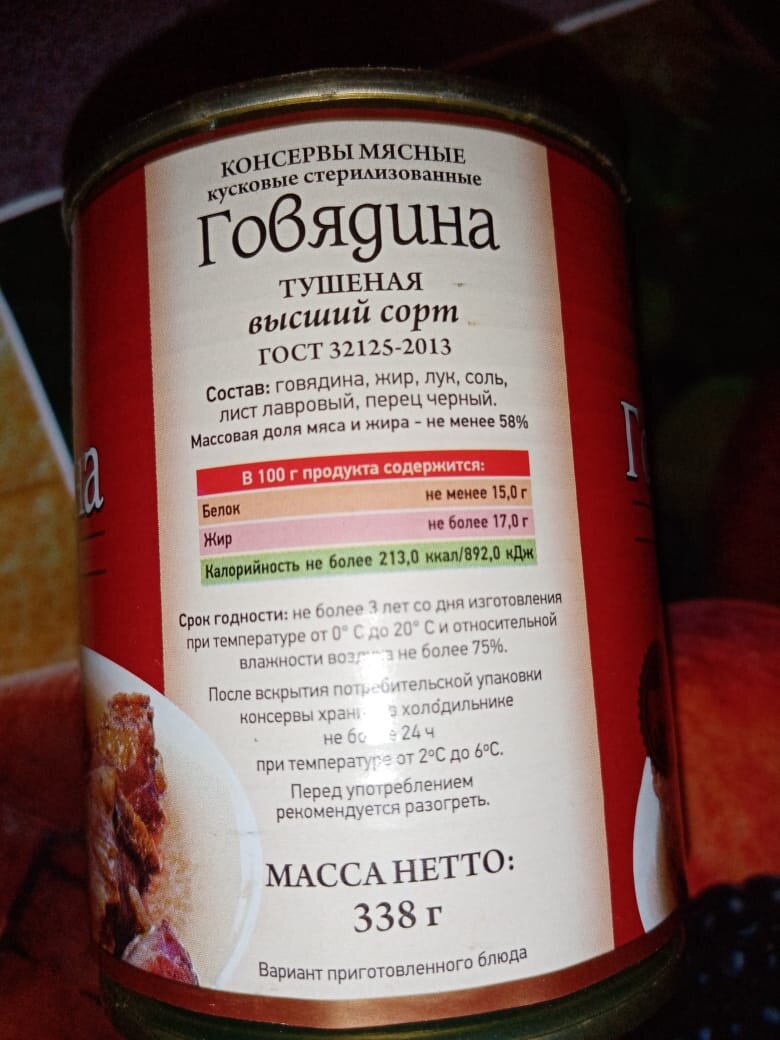 КОНСЕРВЫ МЯСНЫЕ
кусковые стерилизованные
Говядина
ТУШЕНАЯ
высший сорт
ГОСТ 32125-2013
Состав: говядина, жир, лук, соль,
лист лавровый, перец черный.
Массовая доля мяса и жира - не менее 58%
В 100 г продукта содержится:
Белок не менее 15,0 г
Жир не более 17,0 г
Калорийность не более 213,0 ккал/892,0 кДж
Срок годности: не более 3 лет со дня изготовления
при температуре от 0° С до 20° С и относительной
влажности воздуха не более 75%.
После вскрытия потребительской упаковки
консервы в холодильнике
не более 24 ч
при температуре от 2°С до 6°С.
Перед употреблением
рекомендуется разогреть.
МАССА НЕТТО:
338 г
Вариант приготовленного блюда